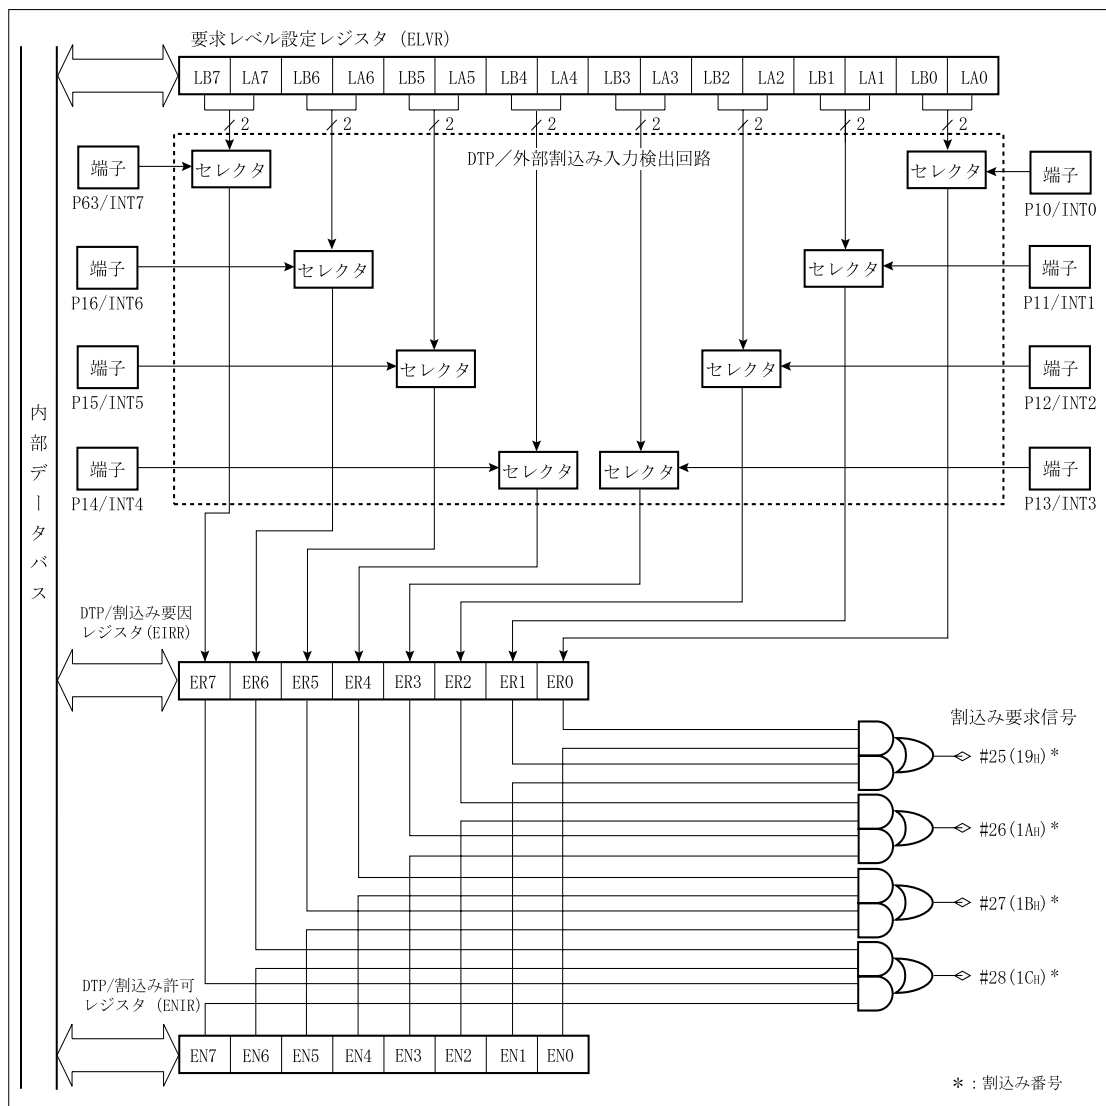 要求レベル設定レジスタ (ELVR)
LB7 LA7 LB6 LA6 LB5 LA5 LB4 LA4 LB3 LA3 LB2 LA2 LB1 LA1 LB0 LA0
2 2 2 2 2 2 2 2
DTP/外部割込み入力検出回路
端子 セレクタ セレクタ 端子
P63/INT7 P10/INT0
端子 セレクタ セレクタ 端子
P16/INT6 P11/INT1
端子 セレクタ セレクタ 端子
P15/INT5 P12/INT2
端子 セレクタ セレクタ 端子
P14/INT4 P13/INT3
内部データバス
DTP/割込み要因
レジスタ(EIRR)
ER7 ER6 ER5 ER4 ER3 ER2 ER1 ER0
割込み要求信号
#25(19H)*
#26(1AH)*
#27(1BH)*
#28(1CH)*
DTP/割込み許可
レジスタ (ENIR)
EN7 EN6 EN5 EN4 EN3 EN2 EN1 EN0
*:割込み番号